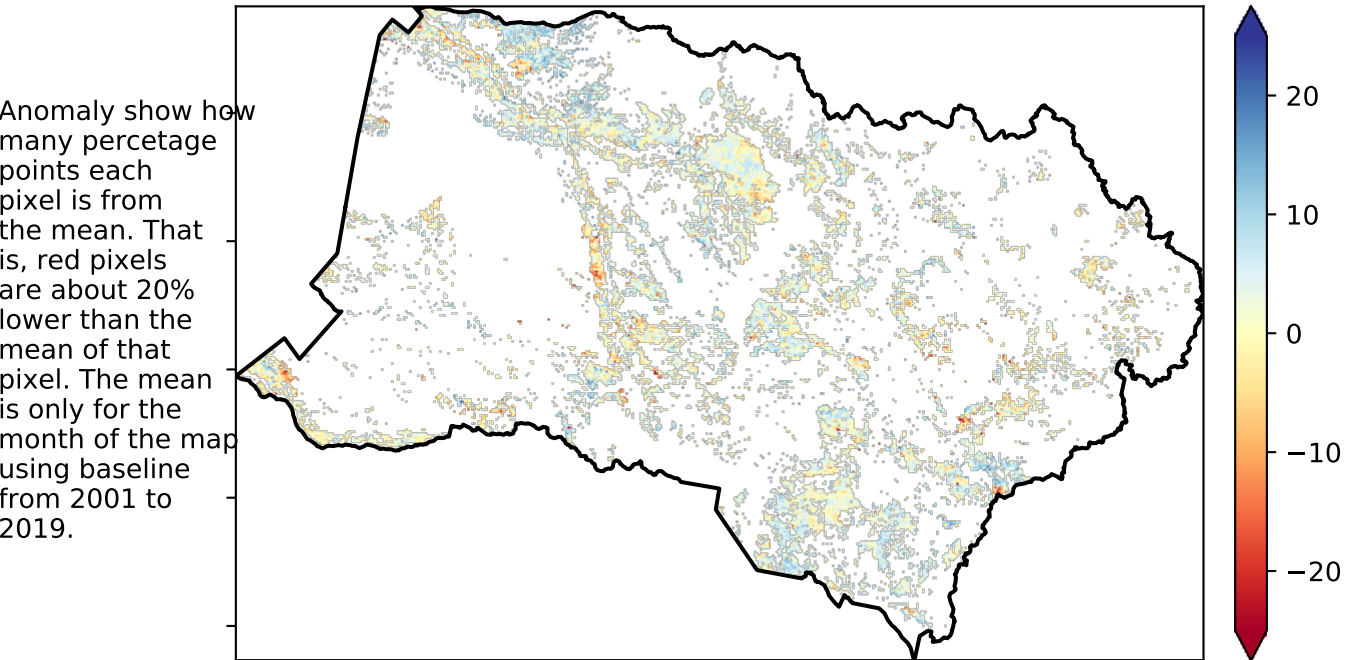 Anomaly show how
many percetage
points each
pixel is from
the mean. That
is, red pixels
are about 20%
lower than the
mean of that
pixel. The mean
is only for the
month of the map
using baseline
from 2001 to
2019.
20
10
0
−10
−20